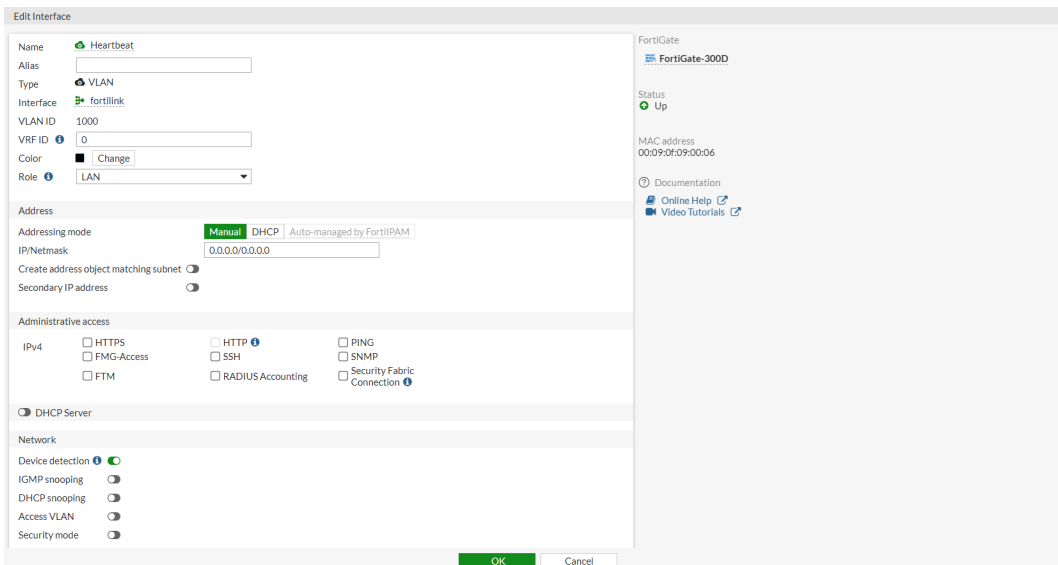 Edit Interface
Name Heartbeat
Alias
Type VLAN
Interface fortilink
VLAN ID 1000
VRF ID 0
Color Change
Role LAN
Address
Addressing mode Manual DHCP Auto-managed by FortiIPAM
IP/Netmask 0.0.0.0/0.0.0.0
Create address object matching subnet
Secondary IP address
Administrative access
IPv4
HTTPS HTTP PING
FMG-Access SSH SNMP
FTM RADIUS Accounting Security Fabric
Connection
DHCP Server
Network
Device detection
IGMP snooping
DHCP snooping
Access VLAN
Security mode
OK Cancel
FortiGate
FortiGate-300D
Status
Up
MAC address
00:09:0f:09:00:06
Documentation
Online Help
Video Tutorials